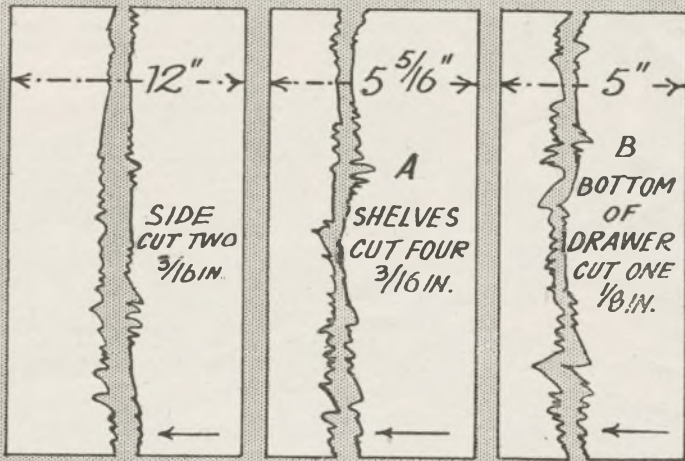 12"
SIDE
CUT TWO
3/16 IN.
5 5/16"
A
SHELVES
CUT FOUR
3/16 IN.
5"
B
BOTTOM
OF
DRAWER
CUT ONE
1/8 IN.